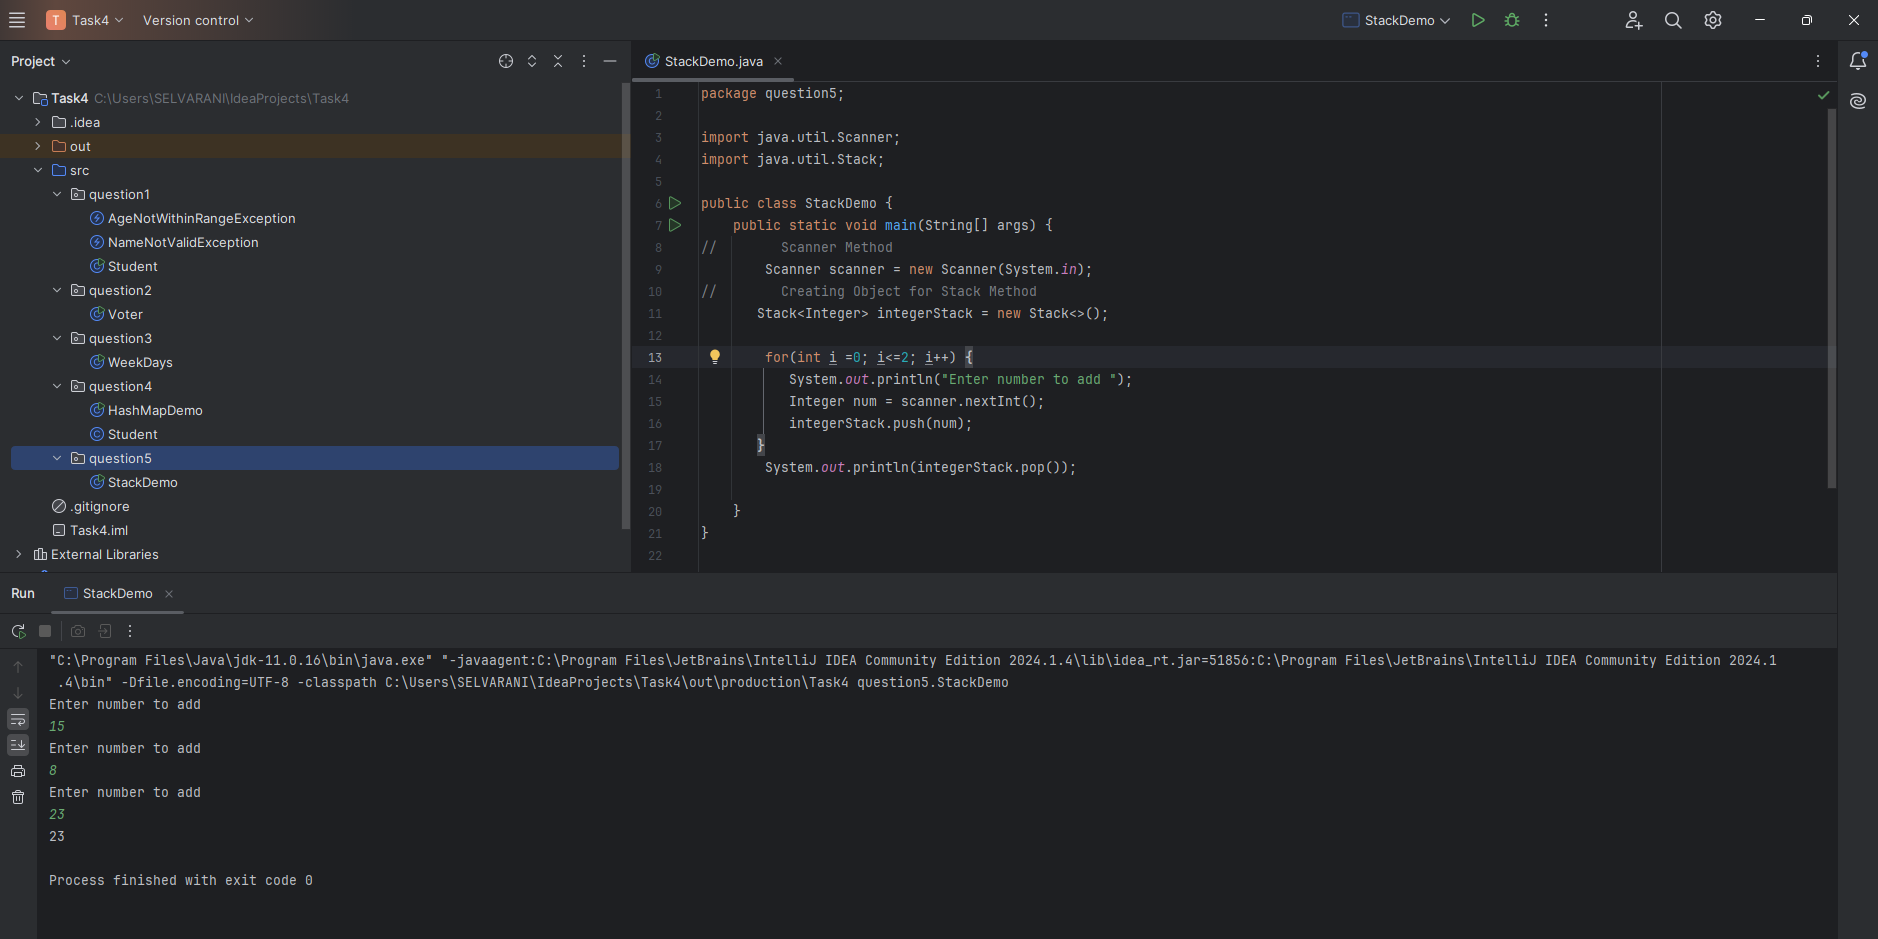 T Task4 Version control StackDemo
Project
StackDemo.java
Task4 C:\Users\SELVARANI\IdeaProjects\Task4
.idea
out
src
question1
AgeNotWithinRangeException
NameNotValidException
Student
question2
Voter
question3
WeekDays
question4
HashMapDemo
Student
question5
StackDemo
.gitignore
Task4.iml
External Libraries
1 package question5;
2
3 import java.util.Scanner;
4 import java.util.Stack;
5
6 public class StackDemo {
7     public static void main(String[] args) {
8 //        Scanner Method
9         Scanner scanner = new Scanner(System.in);
10 //        Creating Object for Stack Method
11        Stack<Integer> integerStack = new Stack<>();
12
13         for(int i =0; i<=2; i++) {
14            System.out.println("Enter number to add ");
15            Integer num = scanner.nextInt();
16            integerStack.push(num);
17        }
18         System.out.println(integerStack.pop());
19
20     }
21 }
22
Run StackDemo
"C:\Program Files\Java\jdk-11.0.16\bin\java.exe" "-javaagent:C:\Program Files\JetBrains\IntelliJ IDEA Community Edition 2024.1.4\lib\idea_rt.jar=51856:C:\Program Files\JetBrains\IntelliJ IDEA Community Edition 2024.1
.4\bin" -Dfile.encoding=UTF-8 -classpath C:\Users\SELVARANI\IdeaProjects\Task4\out\production\Task4 question5.StackDemo
Enter number to add
15
Enter number to add
8
Enter number to add
23
23
Process finished with exit code 0